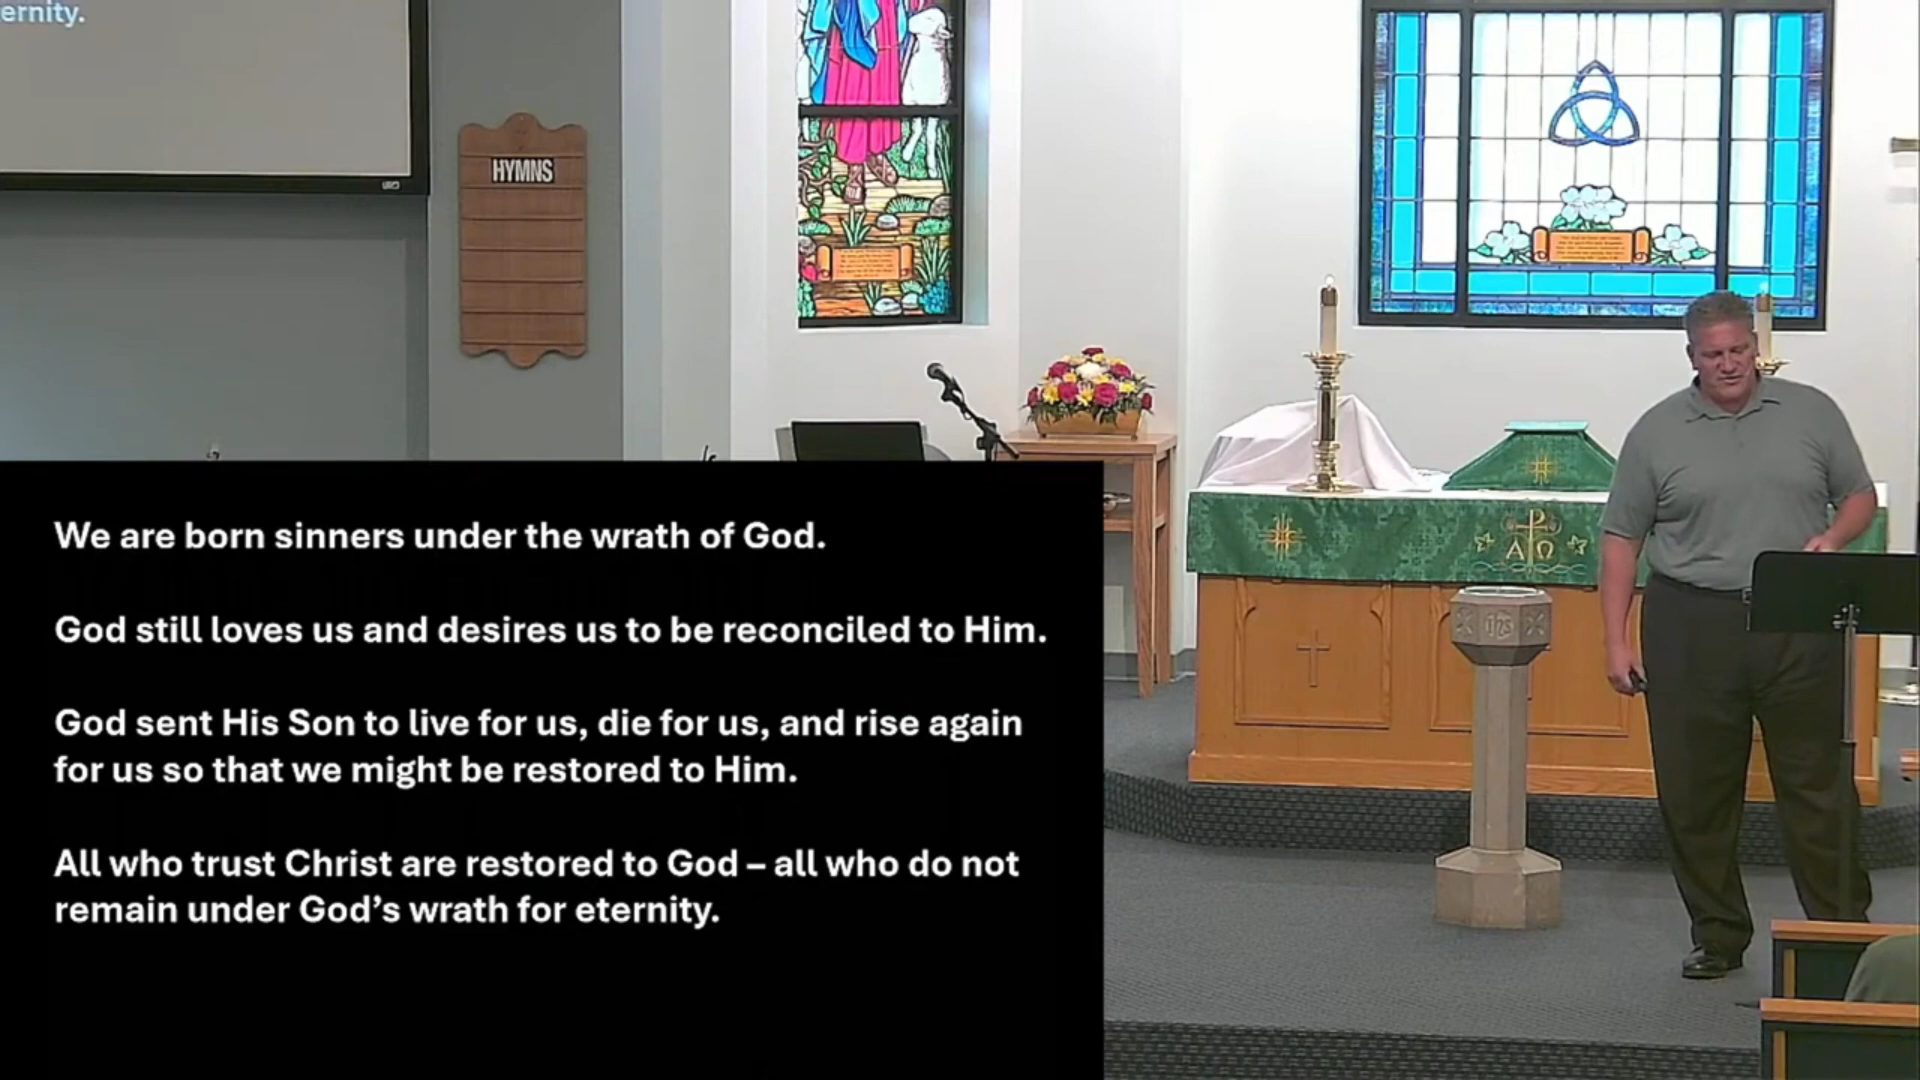 ernity.
HYMNS
We are born sinners under the wrath of God.
God still loves us and desires us to be reconciled to Him.
God sent His Son to live for us, die for us, and rise again
for us so that we might be restored to Him.
All who trust Christ are restored to God – all who do not
remain under God's wrath for eternity.
Α Ω
ihs